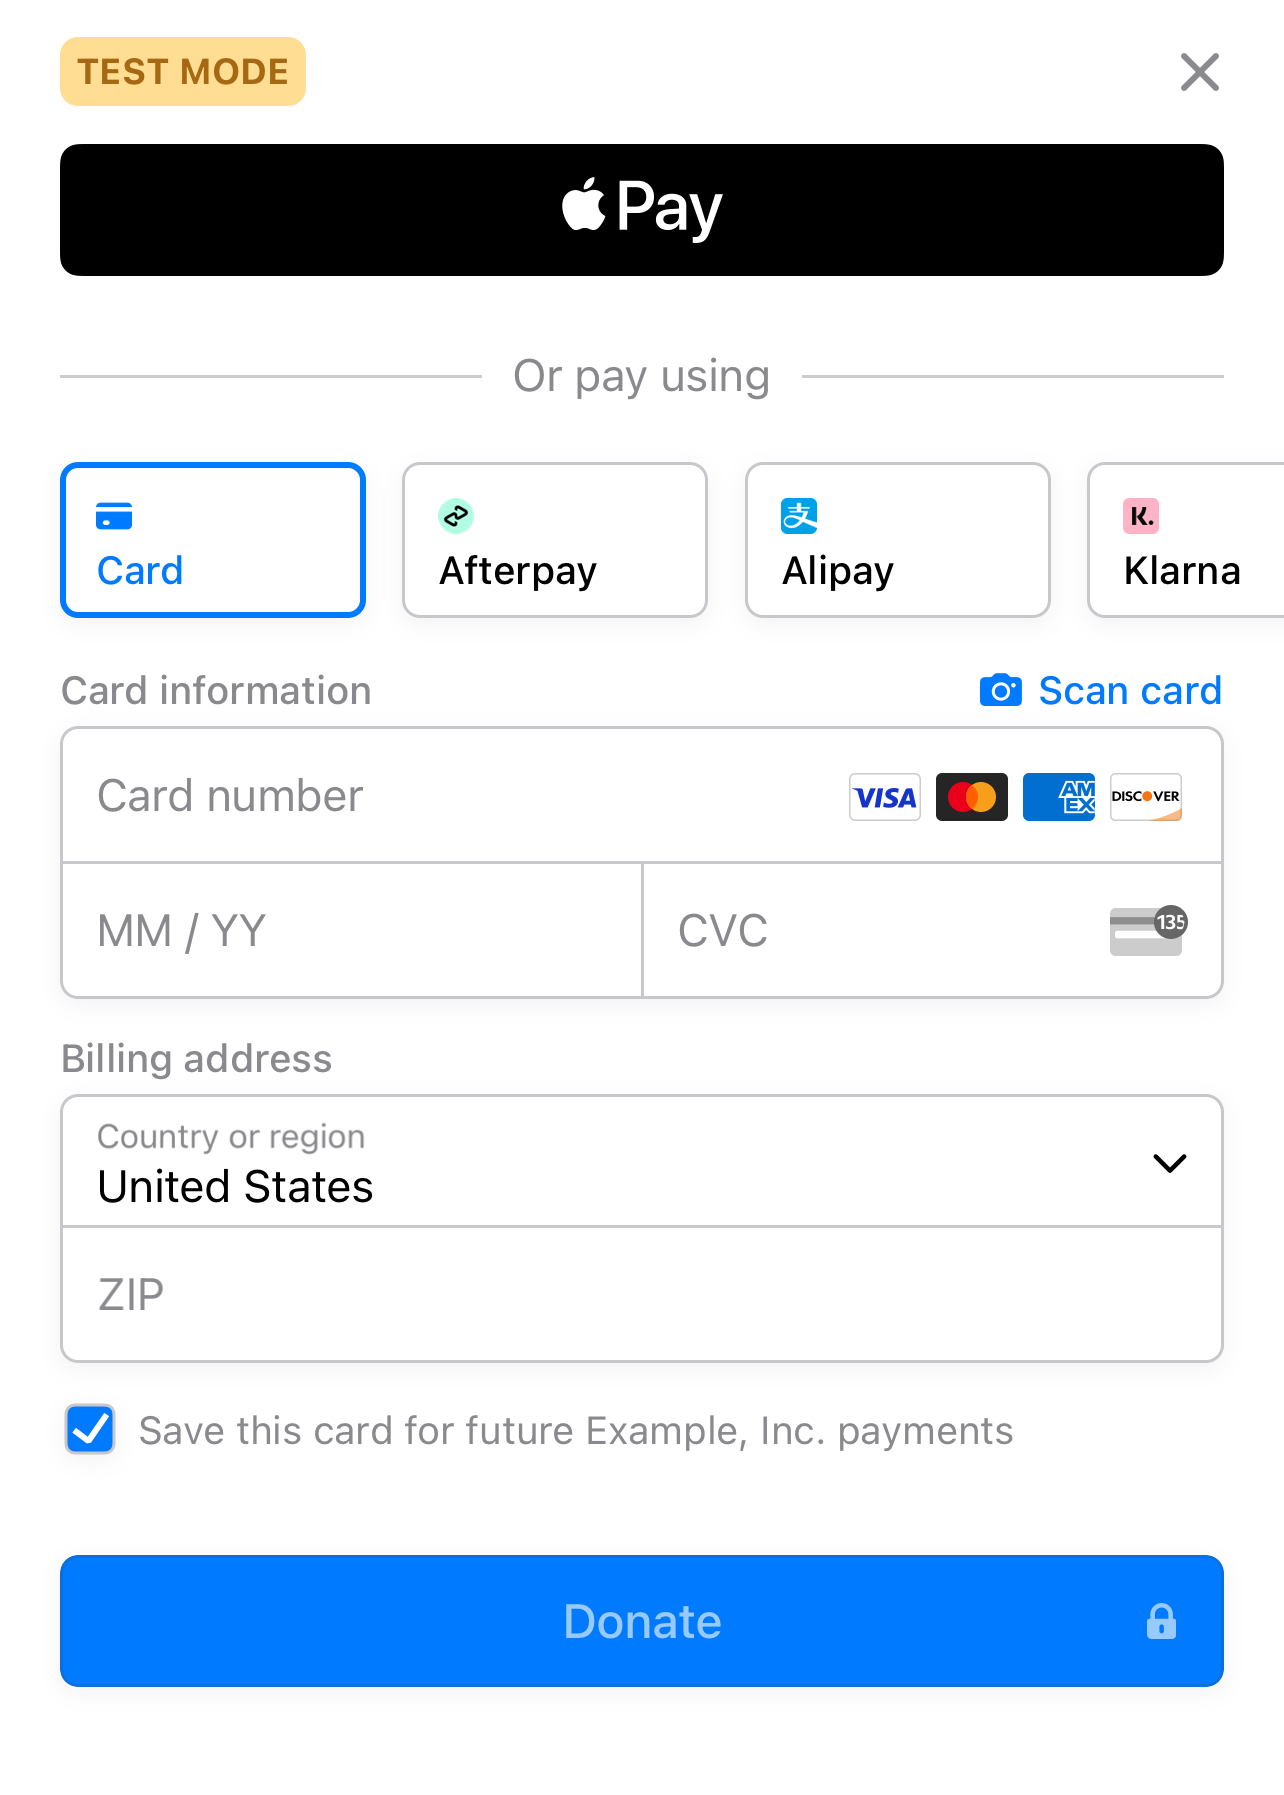 TEST MODE
Pay
Or pay using
Card
Afterpay
支
Alipay
K.
Klarna
Card information
Scan card
Card number
VISA
AM
EX
DISCOVER
MM / YY
CVC
135
Billing address
Country or region
United States
ZIP
Save this card for future Example, Inc. payments
Donate